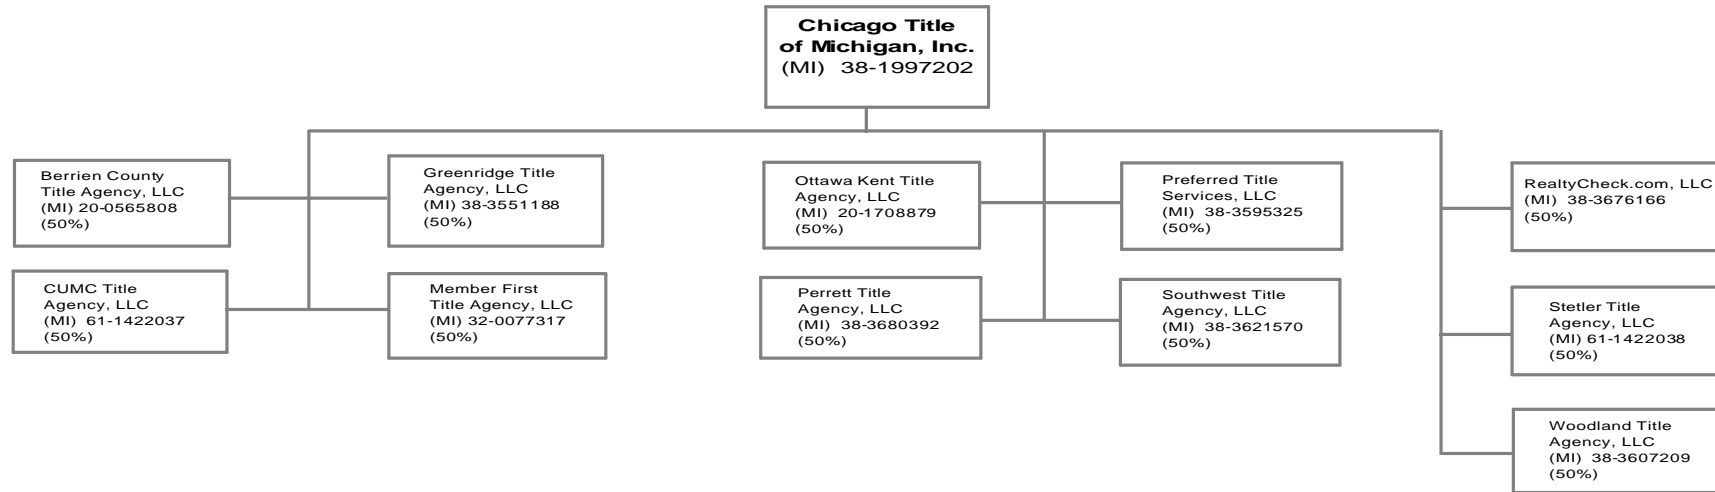 Chicago Title
of Michigan, Inc.
(MI) 38-1997202
Berrien County
Title Agency, LLC
(MI) 20-0565808
(50%)
Greenridge Title
Agency, LLC
(MI) 38-3551188
(50%)
Ottawa Kent Title
Agency, LLC
(MI) 20-1708879
(50%)
Preferred Title
Services, LLC
(MI) 38-3595325
(50%)
RealtyCheck.com, LLC
(MI) 38-3676166
(50%)
CUMC Title
Agency, LLC
(MI) 61-1422037
(50%)
Member First
Title Agency, LLC
(MI) 32-0077317
(50%)
Perrett Title
Agency, LLC
(MI) 38-3680392
(50%)
Southwest Title
Agency, LLC
(MI) 38-3621570
(50%)
Stetler Title
Agency, LLC
(MI) 61-1422038
(50%)
Woodland Title
Agency, LLC
(MI) 38-3607209
(50%)